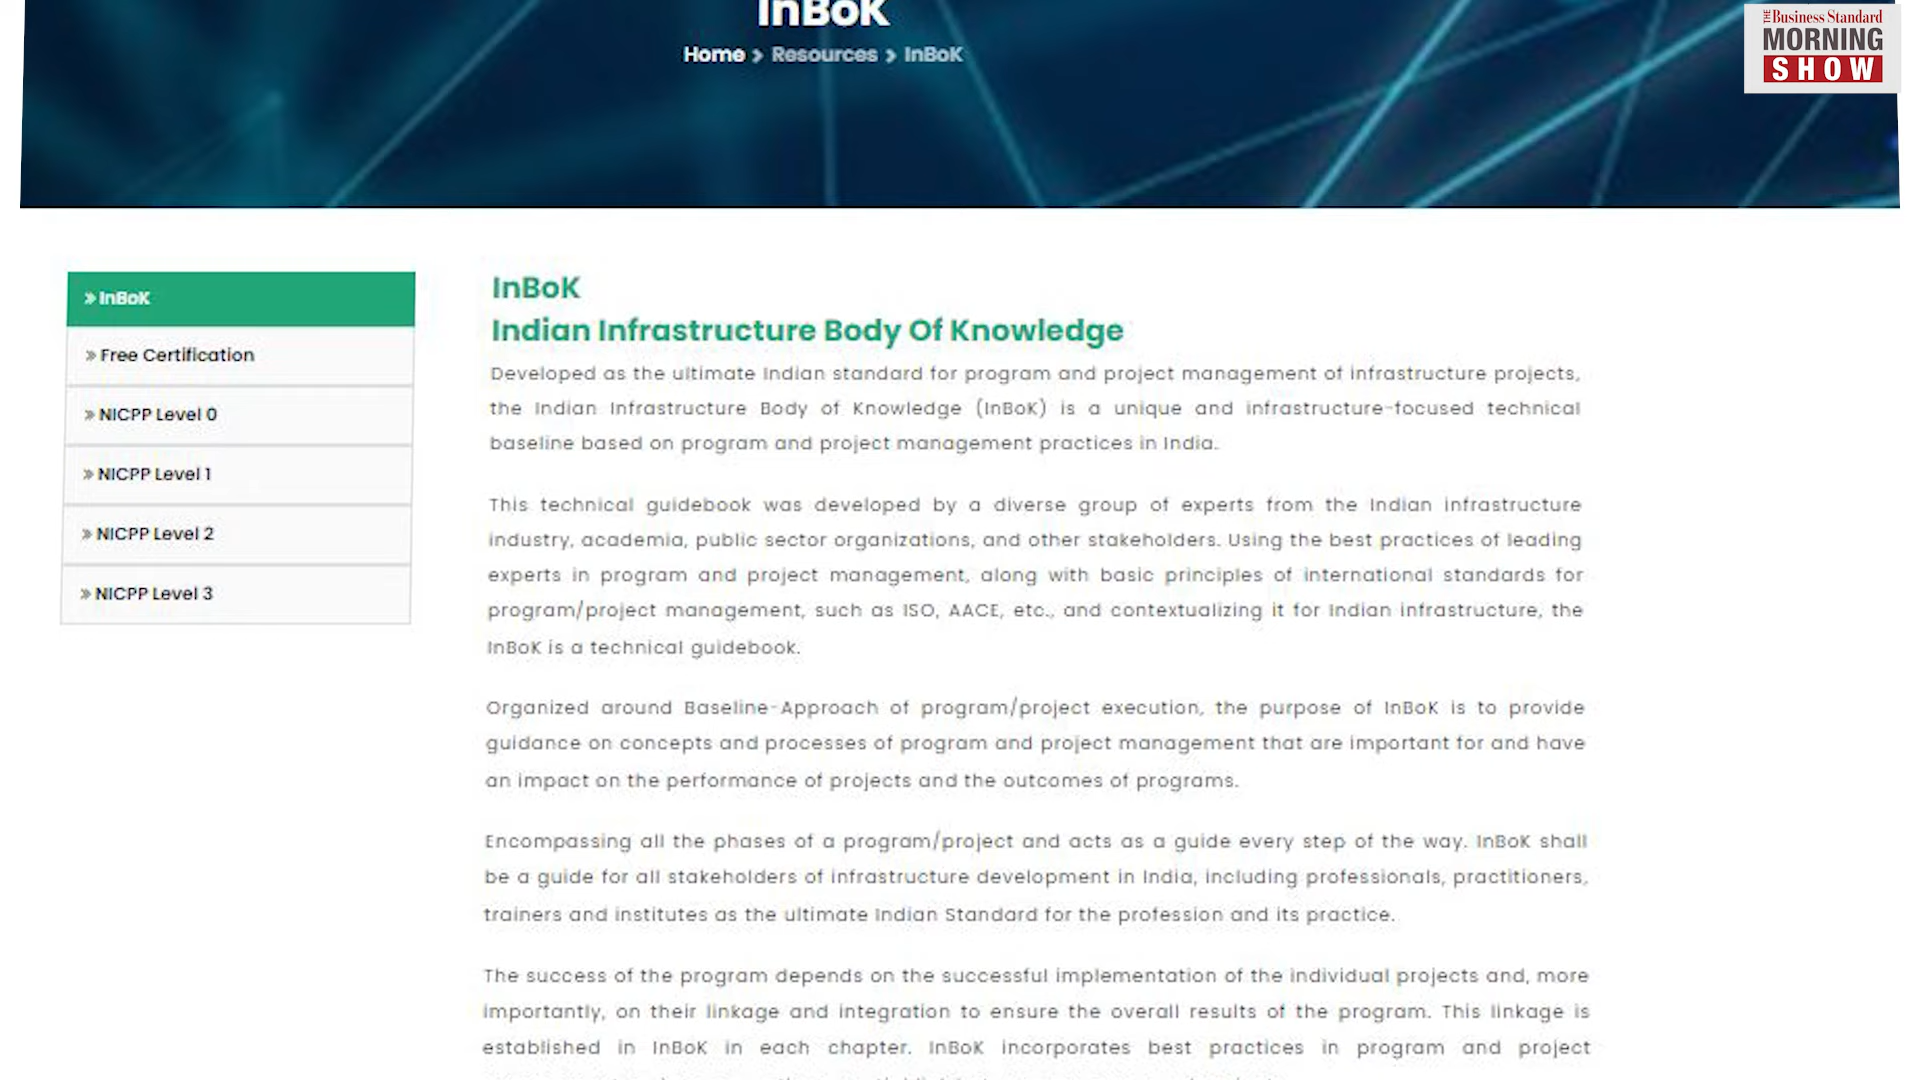 InBoK
Home > Resources > InBoK
THE Business Standard
MORNING
SHOW
» InBoK
» Free Certification
» NICPP Level 0
» NICPP Level 1
» NICPP Level 2
» NICPP Level 3
InBoK
Indian Infrastructure Body Of Knowledge
Developed as the ultimate Indian standard for program and project management of infrastructure projects,
the Indian Infrastructure Body of Knowledge (InBoK) is a unique and infrastructure-focused technical
baseline based on program and project management practices in India.
This technical guidebook was developed by a diverse group of experts from the Indian infrastructure
industry, academia, public sector organizations, and other stakeholders. Using the best practices of leading
experts in program and project management, along with basic principles of international standards for
program/project management, such as ISO, AACE, etc., and contextualizing it for Indian infrastructure, the
InBoK is a technical guidebook.
Organized around Baseline-Approach of program/project execution, the purpose of InBoK is to provide
guidance on concepts and processes of program and project management that are important for and have
an impact on the performance of projects and the outcomes of programs.
Encompassing all the phases of a program/project and acts as a guide every step of the way. InBoK shall
be a guide for all stakeholders of infrastructure development in India, including professionals, practitioners,
trainers and institutes as the ultimate Indian Standard for the profession and its practice.
The success of the program depends on the successful implementation of the individual projects and, more
importantly, on their linkage and integration to ensure the overall results of the program. This linkage is
established in InBoK in each chapter. InBoK incorporates best practices in program and project